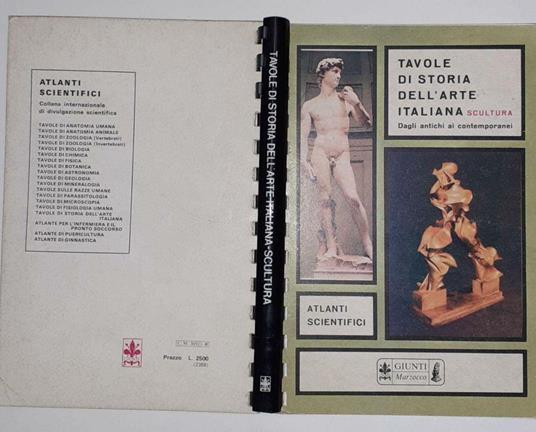 ATLANTI
SCIENTIFICI
Collana internazionale
di divulgazione scientifica
TAVOLE DI ANATOMIA UMANA
TAVOLE DI ANATOMIA ANIMALE
TAVOLE DI ZOOLOGIA (Vertebrati)
TAVOLE DI ZOOLOGIA (Invertebrati)
TAVOLE DI BIOLOGIA
TAVOLE DI CHIMICA
TAVOLE DI FISICA
TAVOLE DI BOTANICA
TAVOLE DI ASTRONOMIA
TAVOLE DI GEOLOGIA
TAVOLE DI MINERALOGIA
TAVOLE SULLE RAZZE UMANE
TAVOLE DI PARASSITOLOGIA
TAVOLE DI MICROSCOPIA
TAVOLE DI FISIOLOGIA UMANA
TAVOLE DI STORIA DELL'ARTE
ITALIANA
ATLANTE PER L'INFERMIERA E IL
PRONTO SOCCORSO
ATLANTE DI PUERICULTURA
ATLANTE DI GINNASTICA
Prezzo L. 2500
TAVOLE DI STORIA DELL'ARTE ITALIANA-SCULTURA
TAVOLE
DI STORIA
DELL'ARTE
ITALIANA SCULTURA
Dagli antichi ai contemporanei
ATLANTI
SCIENTIFICI
GIUNTI
Marzocco